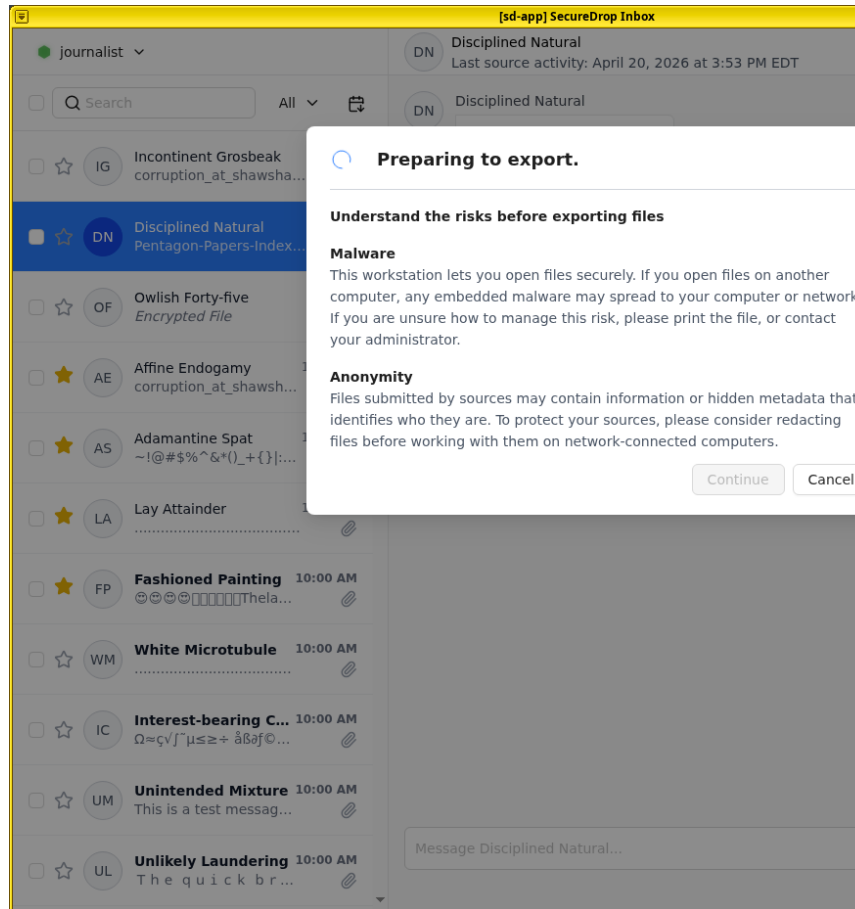 [sd-app] SecureDrop Inbox
journalist
Search
All
IG
Incontinent Grosbeak
corruption_at_shawsha...
DN
Disciplined Natural
Pentagon-Papers-Index...
OF
Owlish Forty-five
Encrypted File
AE
Affine Endogamy
corruption_at_shawsh...
AS
Adamantine Spat
~!@#$%^&*()_+{}|:...
LA
Lay Attainder
......................................
FP
Fashioned Painting
10:00 AM
😍😍😍😍▯▯▯▯▯▯Thela...
WM
White Microtubule
10:00 AM
....................................
IC
Interest-bearing C...
10:00 AM
Ω≈ç√∫˜µ≤≥÷ åß∂ƒ©...
UM
Unintended Mixture
10:00 AM
This is a test messag...
UL
Unlikely Laundering
10:00 AM
Ｔｈｅ ｑｕｉｃｋ ｂｒ...
DN
Disciplined Natural
Last source activity: April 20, 2026 at 3:53 PM EDT
DN
Disciplined Natural
Preparing to export.
Understand the risks before exporting files
Malware
This workstation lets you open files securely. If you open files on another
computer, any embedded malware may spread to your computer or network
If you are unsure how to manage this risk, please print the file, or contact
your administrator.
Anonymity
Files submitted by sources may contain information or hidden metadata that
identifies who they are. To protect your sources, please consider redacting
files before working with them on network-connected computers.
Continue
Cancel
Message Disciplined Natural...